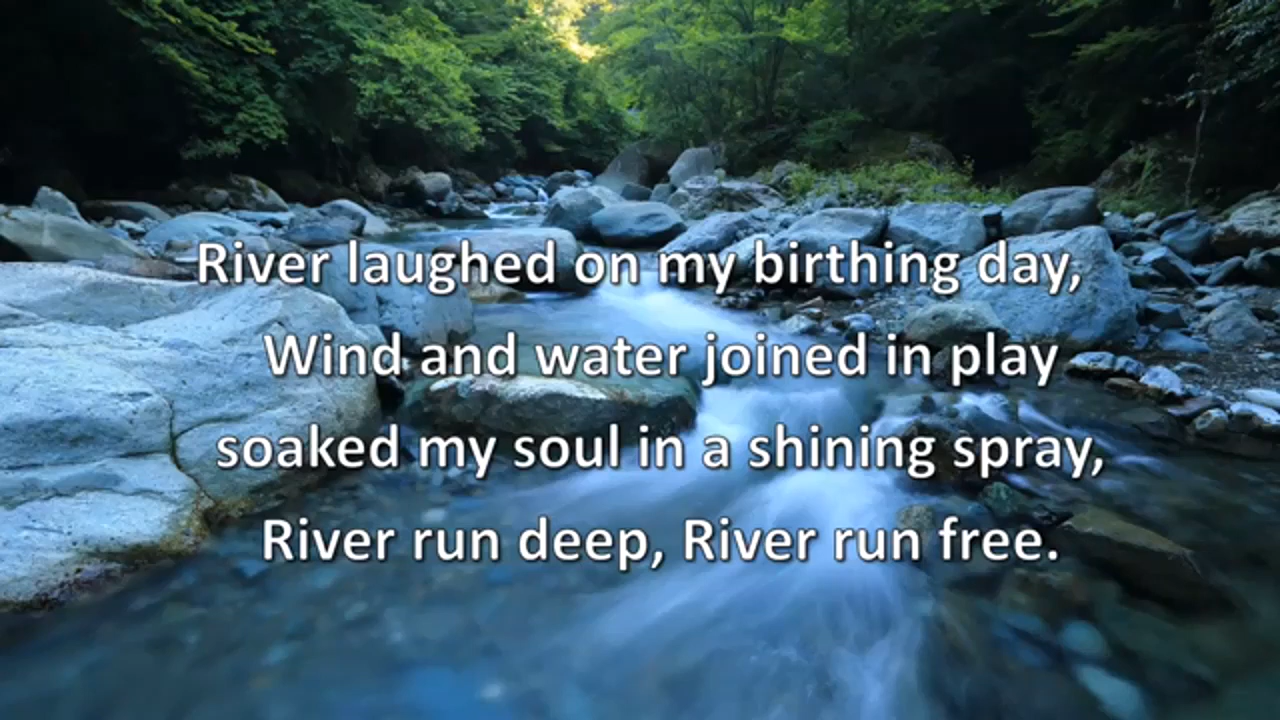 River laughed on my birthing day,
Wind and water joined in play
soaked my soul in a shining spray,
River run deep, River run free.